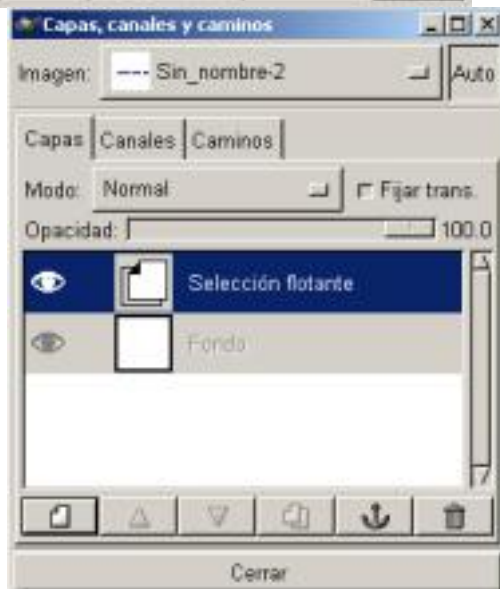 Capas, canales y caminos
Imagen: Sin_nombre-2 Auto
Capas Canales Caminos
Modo: Normal Fijar trans.
Opacidad: 100.0
Selección flotante
Fondo
Cerrar